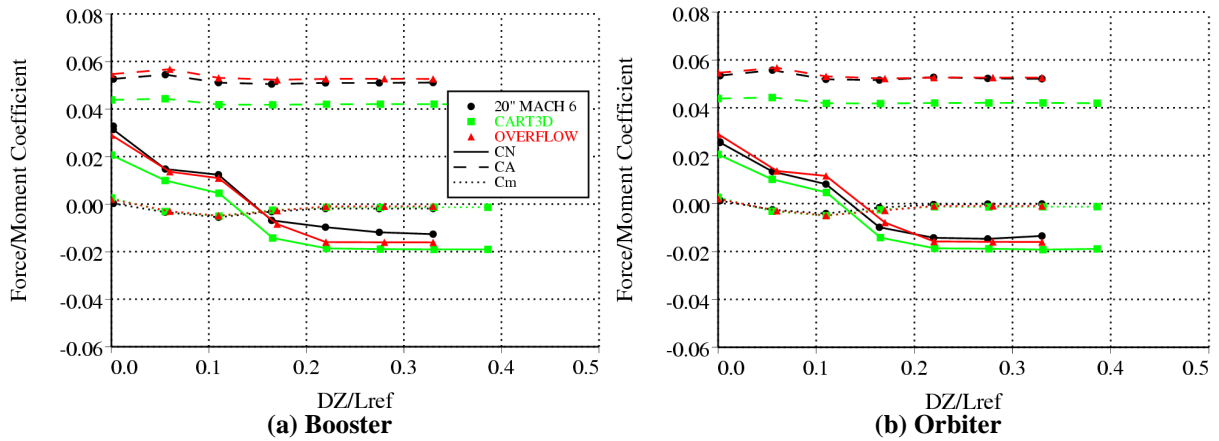 0.08
0.06
0.04
0.02
0.00
-0.02
-0.04
-0.06
Force/Moment Coefficient
0.0 0.1 0.2 0.3 0.4 0.5
DZ/Lref
20" MACH 6
CART3D
OVERFLOW
CN
CA
Cm
(a) Booster
0.08
0.06
0.04
0.02
0.00
-0.02
-0.04
-0.06
Force/Moment Coefficient
0.0 0.1 0.2 0.3 0.4 0.5
DZ/Lref
(b) Orbiter